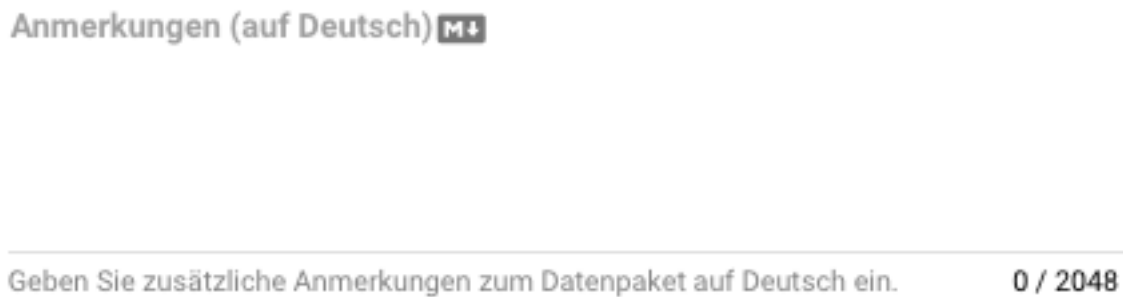 Anmerkungen (auf Deutsch) M↓
Geben Sie zusätzliche Anmerkungen zum Datenpaket auf Deutsch ein. 0 / 2048